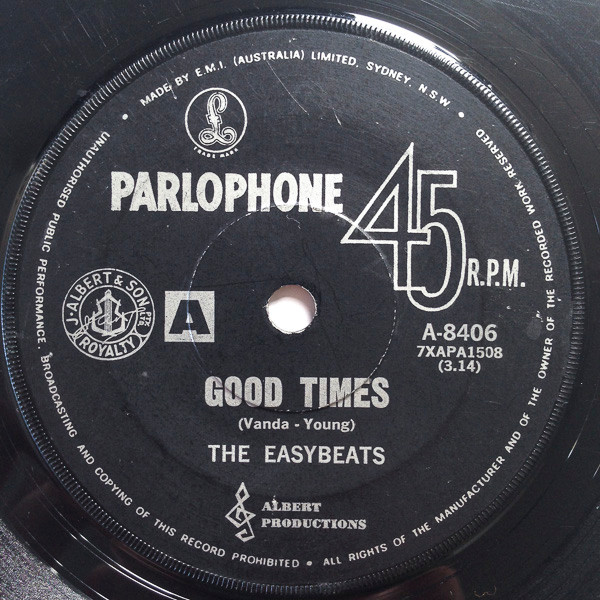 MADE BY E.M.I. (AUSTRALIA) LIMITED. SYDNEY. N.S.W.
TRADE MARK
PARLOPHONE
45 R.P.M.
J. ALBERT & SON PTY LTD
ROYALTY
A
A-8406
7XAPA1508
(3.14)
GOOD TIMES
(Vanda - Young)
THE EASYBEATS
ALBERT
PRODUCTIONS
UNAUTHORISED PUBLIC PERFORMANCE, BROADCASTING AND COPYING OF THIS RECORD PROHIBITED • ALL RIGHTS OF THE MANUFACTURER AND OF THE OWNER OF THE RECORDED WORK RESERVED